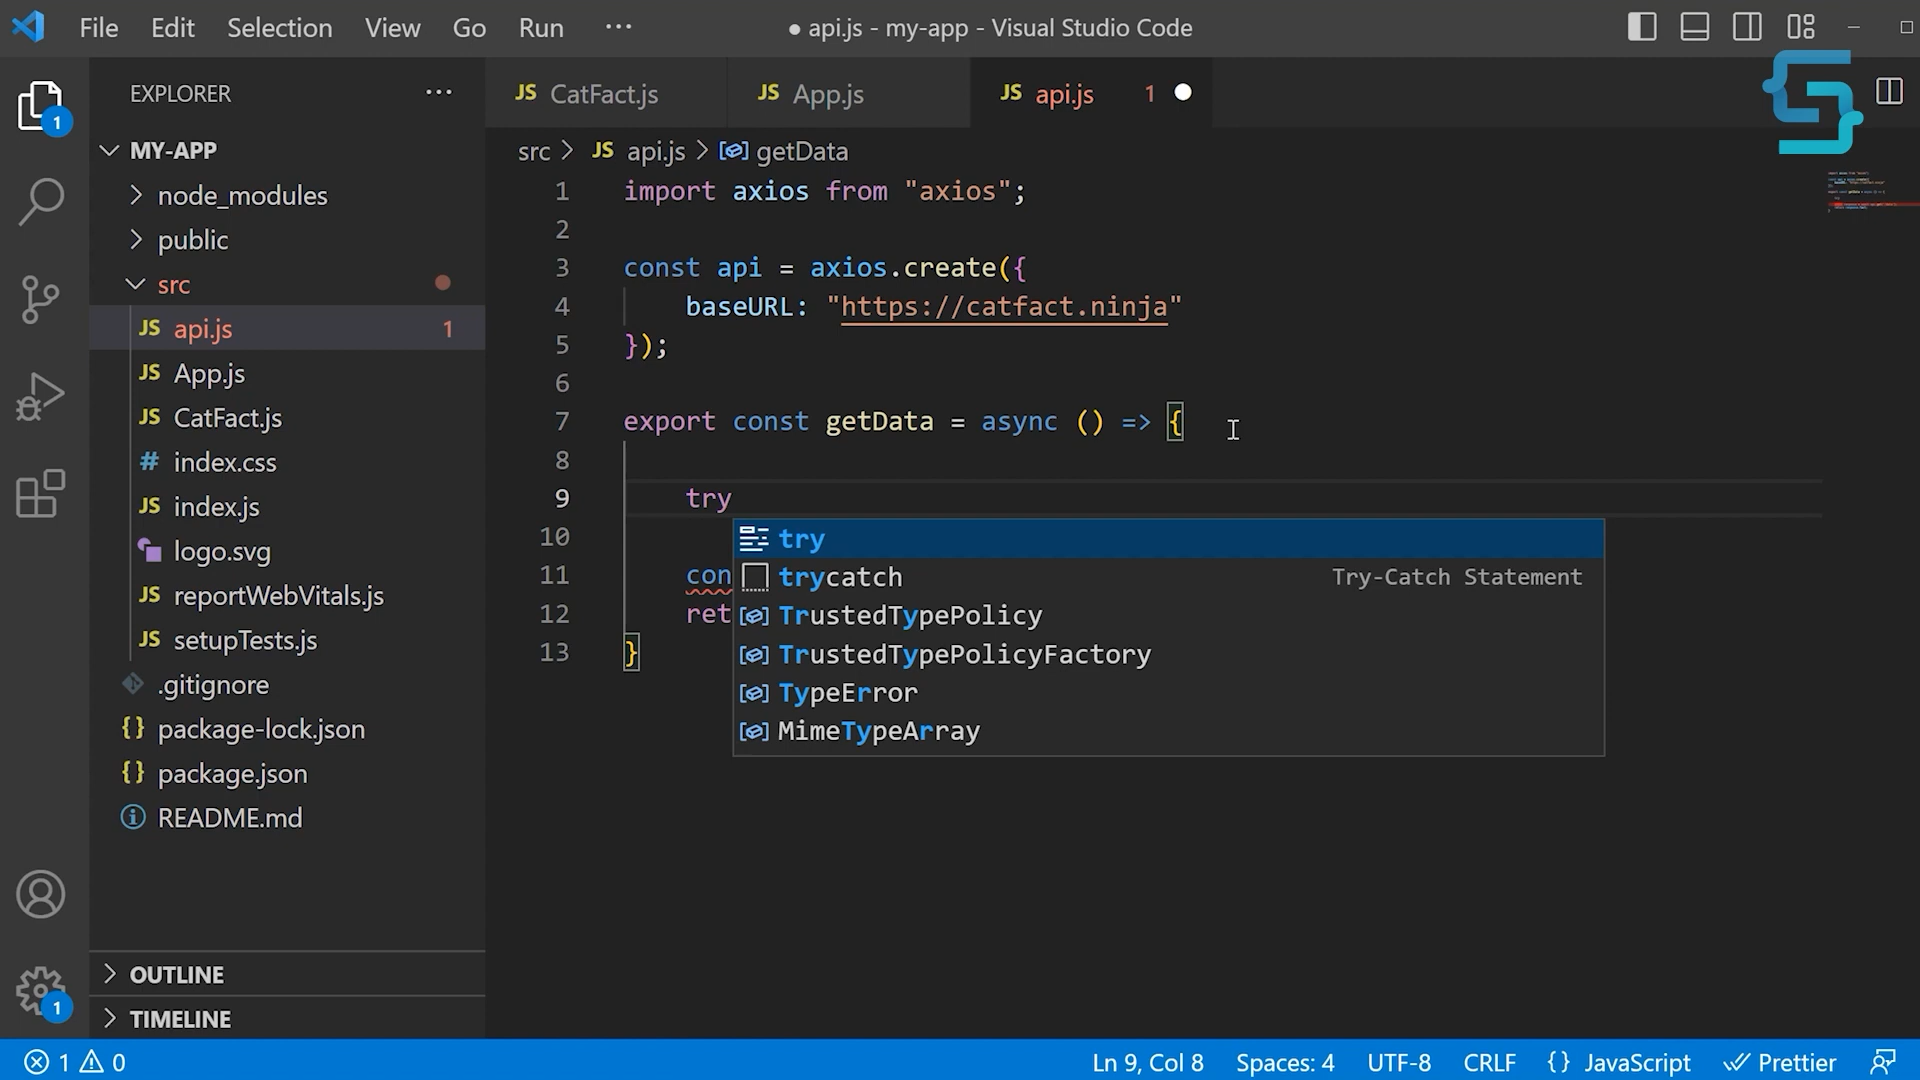 File Edit Selection View Go Run ···
● api.js - my-app - Visual Studio Code
EXPLORER ···
1
MY-APP
node_modules
public
src
JS api.js 1
JS App.js
JS CatFact.js
# index.css
JS index.js
logo.svg
JS reportWebVitals.js
JS setupTests.js
.gitignore
{} package-lock.json
{} package.json
README.md
OUTLINE
TIMELINE
1
JS CatFact.js
JS App.js
JS api.js 1
src > JS api.js > getData
1 import axios from "axios";
2
3 const api = axios.create({
4 baseURL: "https://catfact.ninja"
5 });
6
7 export const getData = async () => {
8
9 try
10
11 con
12 ret
13 }
try
trycatch Try-Catch Statement
TrustedTypePolicy
TrustedTypePolicyFactory
TypeError
MimeTypeArray
1 0
Ln 9, Col 8 Spaces: 4 UTF-8 CRLF {} JavaScript Prettier